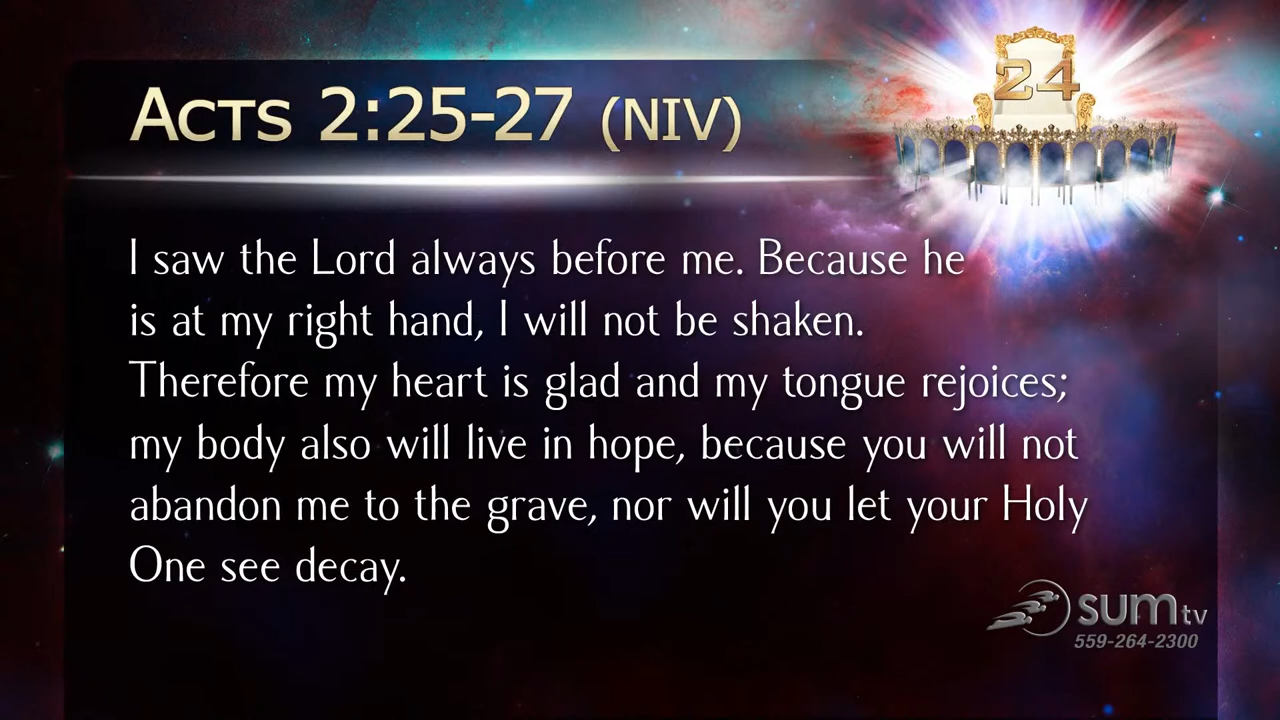 24
Acts 2:25-27 (NIV)
I saw the Lord always before me. Because he
is at my right hand, I will not be shaken.
Therefore my heart is glad and my tongue rejoices;
my body also will live in hope, because you will not
abandon me to the grave, nor will you let your Holy
One see decay.
sumtv
559-264-2300